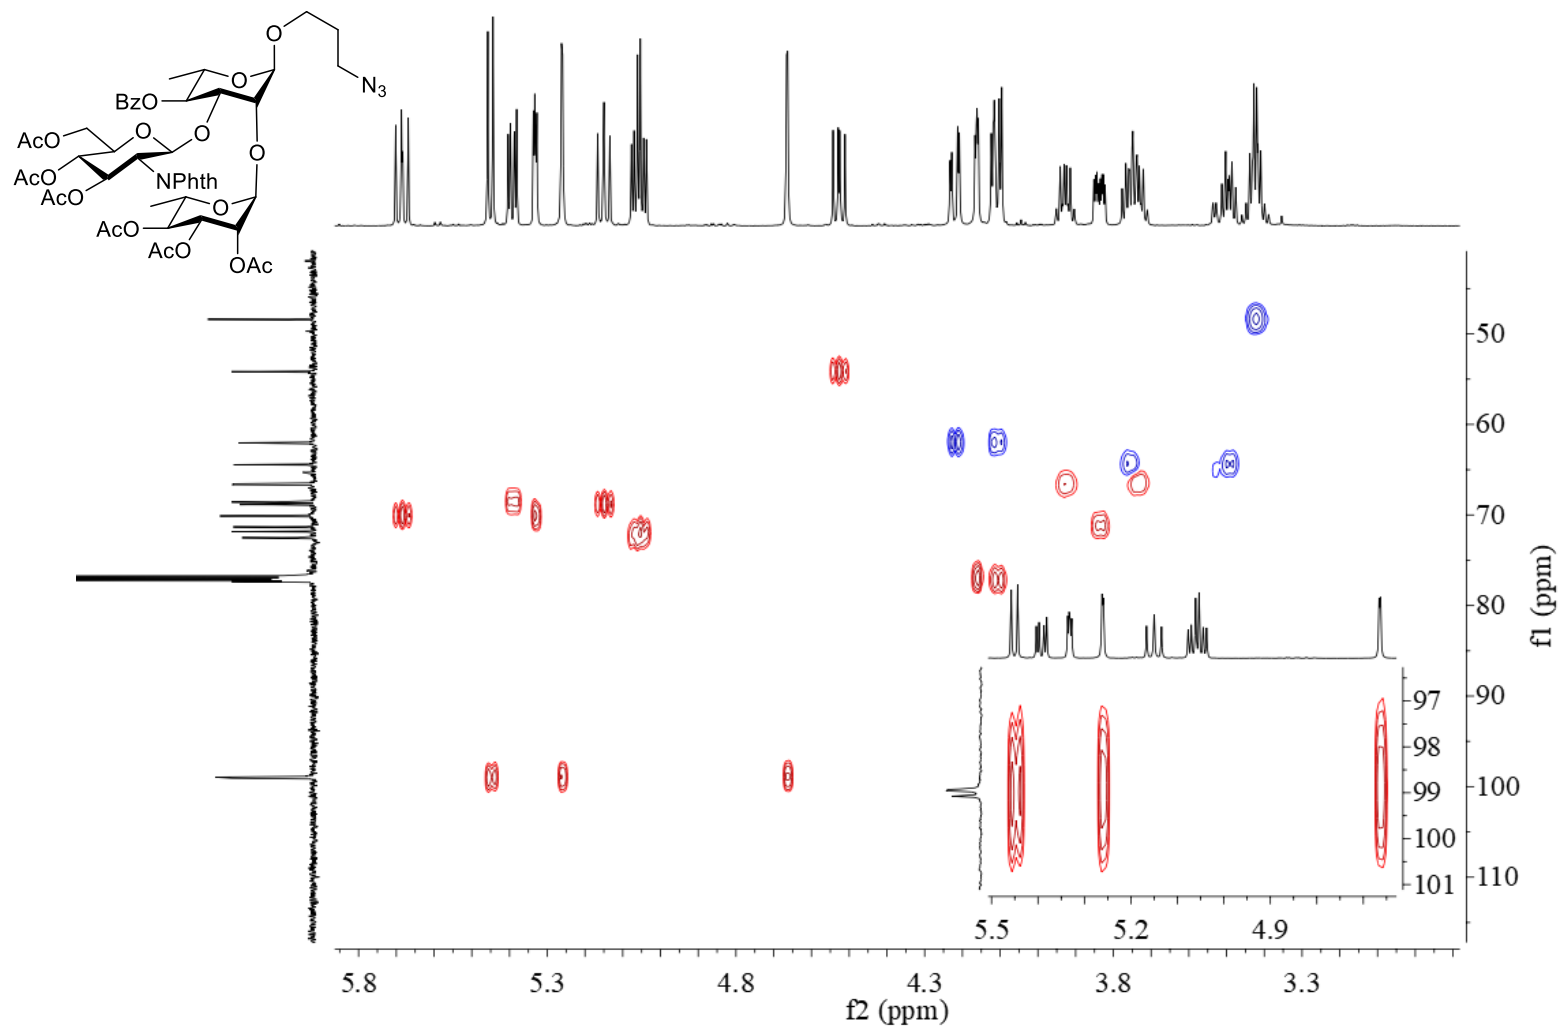 O
O
N₃
BzO
AcO
O
O
O
AcO
AcO
NPhth
O
AcO
AcO
OAc
50
60
70
80
90
100
110
f1 (ppm)
97
98
99
100
101
5.5 5.2 4.9
5.8 5.3 4.8 4.3 3.8 3.3
f2 (ppm)